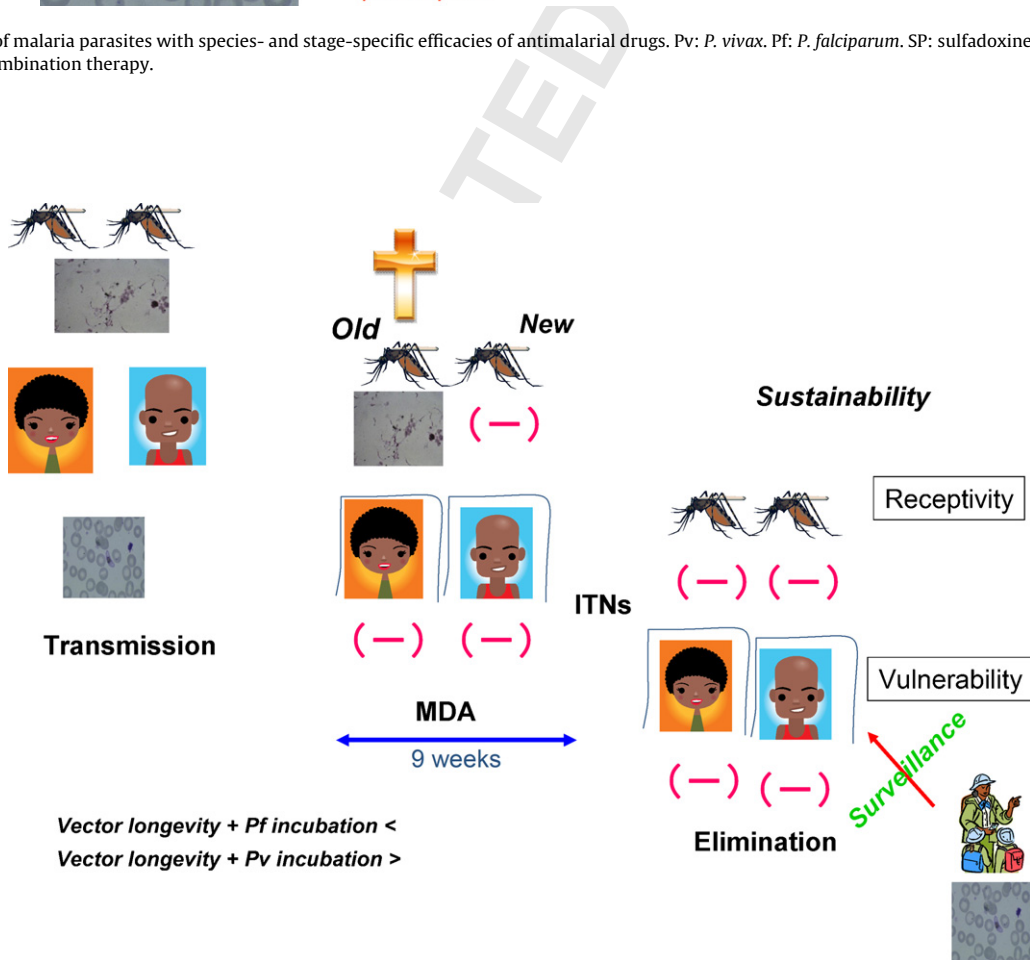 of malaria parasites with species- and stage-specific efficacies of antimalarial drugs. Pv: P. vivax. Pf: P. falciparum. SP: sulfadoxine
mbination therapy.
TED
Old
New
(—)
Sustainability
Receptivity
(—) (—)
ITNs
(—) (—)
Transmission
Vulnerability
MDA
9 weeks
Surveillance
(—) (—)
Vector longevity + Pf incubation <
Elimination
Vector longevity + Pv incubation >